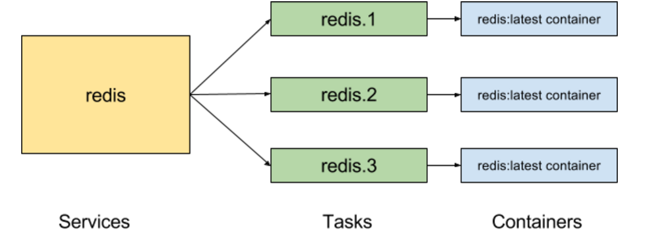 redis.1
redis:latest container
redis
redis.2
redis:latest container
redis.3
redis:latest container
Services
Tasks
Containers